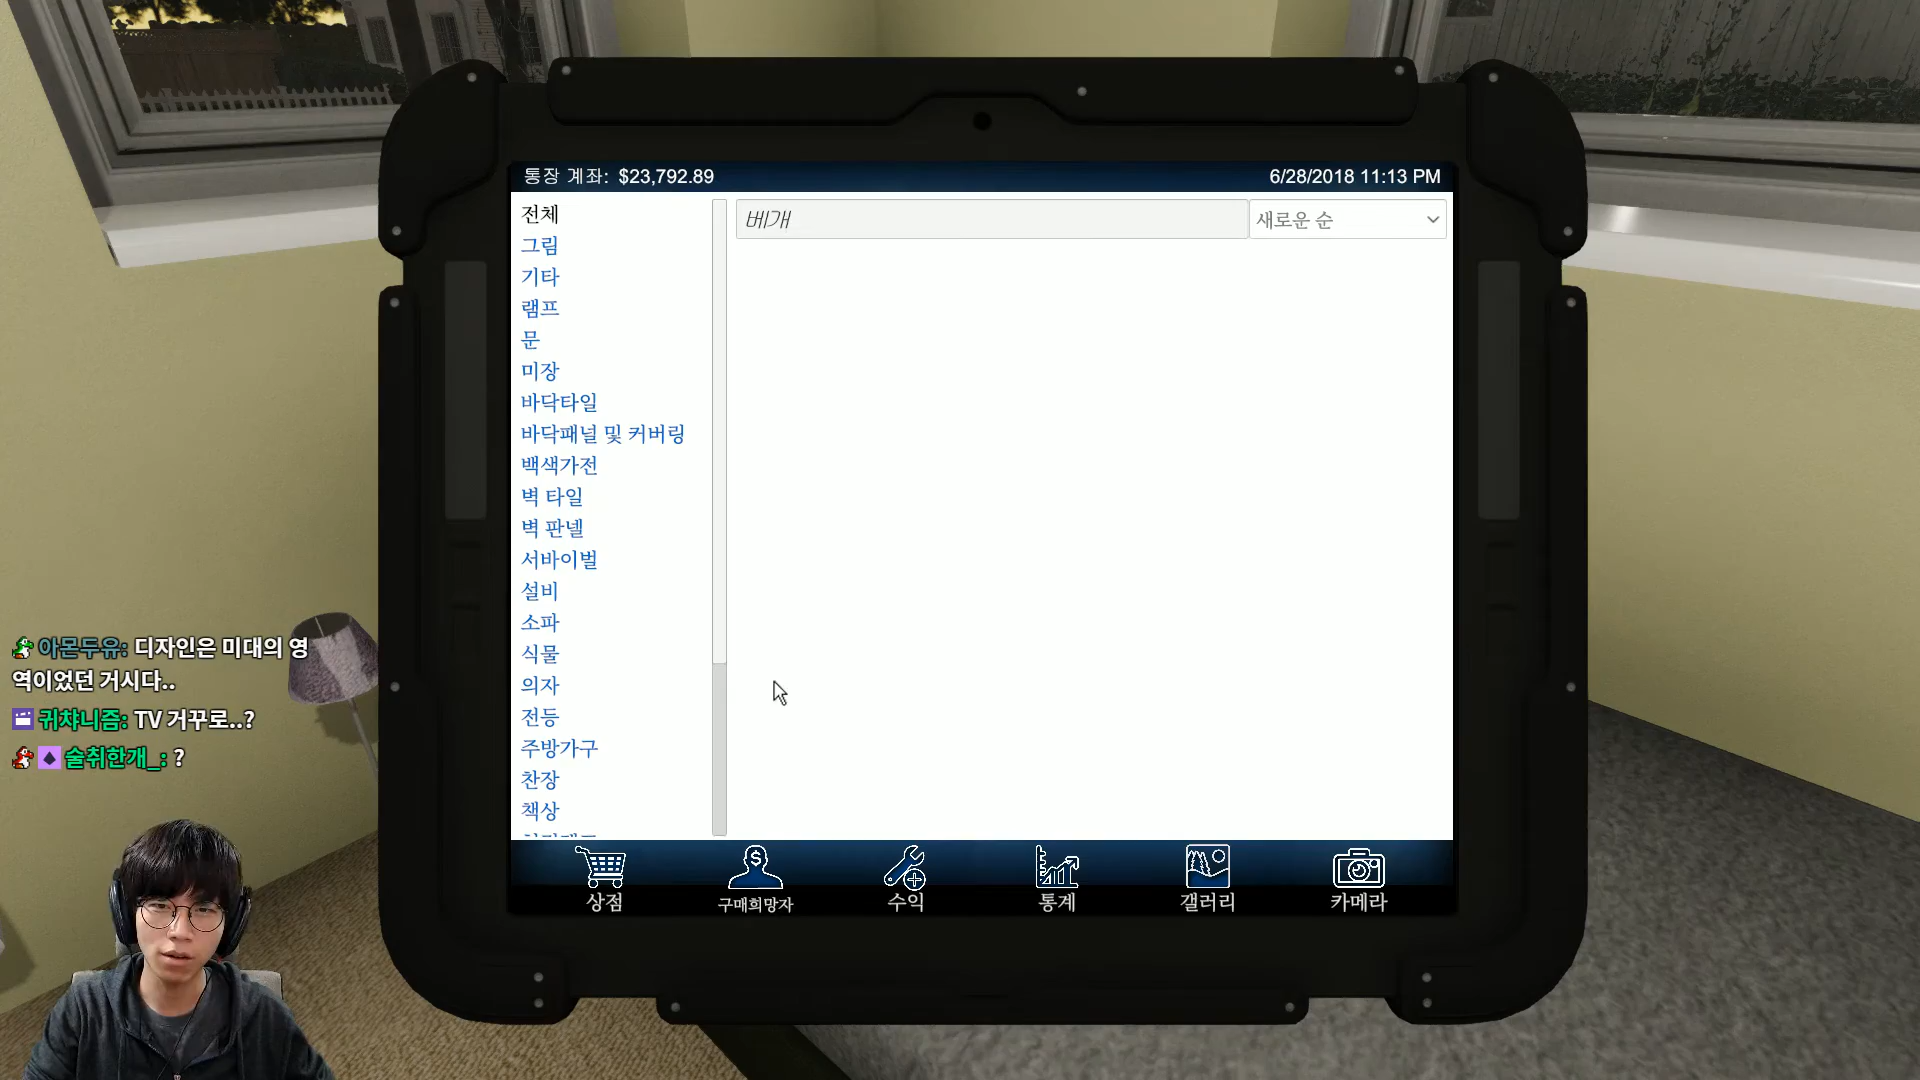 통장 계좌: $23,792.89
6/28/2018 11:13 PM
전체
그림
기타
램프
문
미장
바닥타일
바닥패널 및 커버링
백색가전
벽 타일
벽 판넬
서바이벌
설비
소파
식물
의자
전등
주방가구
찬장
책상
베개
새로운 순
아몬두유: 디자인은 미대의 영
역이었던 거시다..
귀챠니즘: TV 거꾸로..?
술취한개_: ?
상점
구매희망자
수익
통계
갤러리
카메라